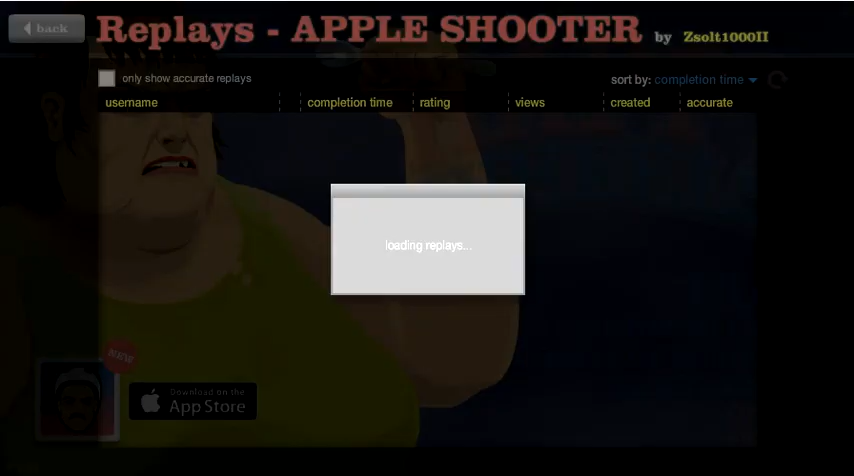 back
Replays - APPLE SHOOTER by Zsolt1000II
only show accurate replays
sort by: completion time
username completion time rating views created accurate
loading replays...
NEW
Download on the
App Store